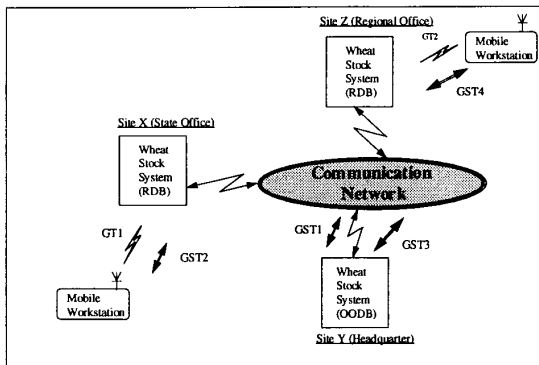 Site Z (Regional Office)
GT2
Mobile
Workstation
Wheat
Stock
System
(RDB)
GST4
Site X (State Office)
Wheat
Stock
System
(RDB)
Communication
Network
GT1
GST2
GST1
GST3
Mobile
Workstation
Wheat
Stock
System
(OODB)
Site Y (Headquarter)